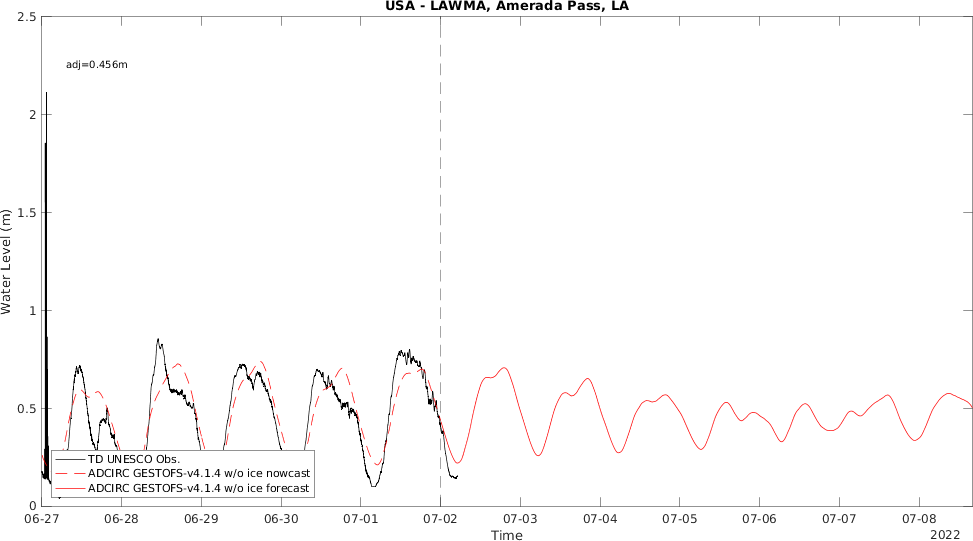 USA - LAWMA, Amerada Pass, LA
2.5
adj=0.456m
2
1.5
Water Level (m)
1
0.5
TD UNESCO Obs.
ADCIRC GESTOFS-v4.1.4 w/o ice nowcast
ADCIRC GESTOFS-v4.1.4 w/o ice forecast
0
06-27 06-28 06-29 06-30 07-01 07-02 07-03 07-04 07-05 07-06 07-07 07-08
Time
2022